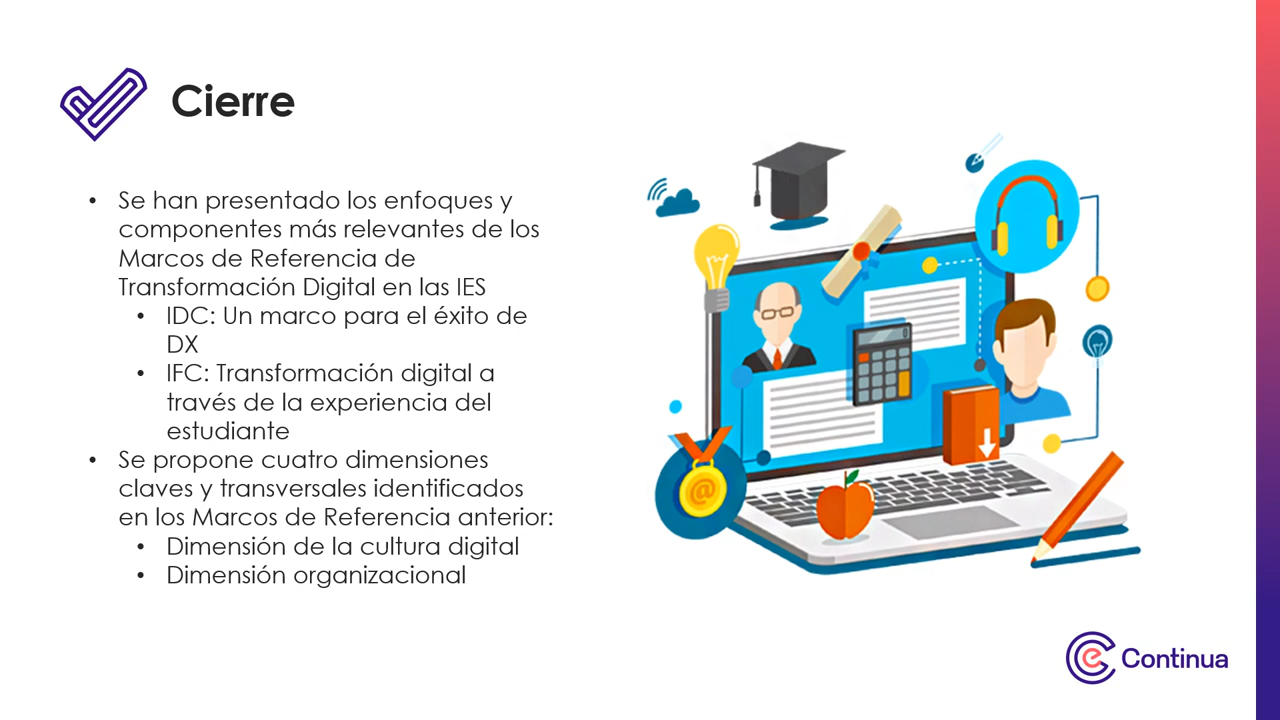 Cierre
• Se han presentado los enfoques y
componentes más relevantes de los
Marcos de Referencia de
Transformación Digital en las IES
• IDC: Un marco para el éxito de
DX
• IFC: Transformación digital a
través de la experiencia del
estudiante
• Se propone cuatro dimensiones
claves y transversales identificados
en los Marcos de Referencia anterior:
• Dimensión de la cultura digital
• Dimensión organizacional
@
e Continua